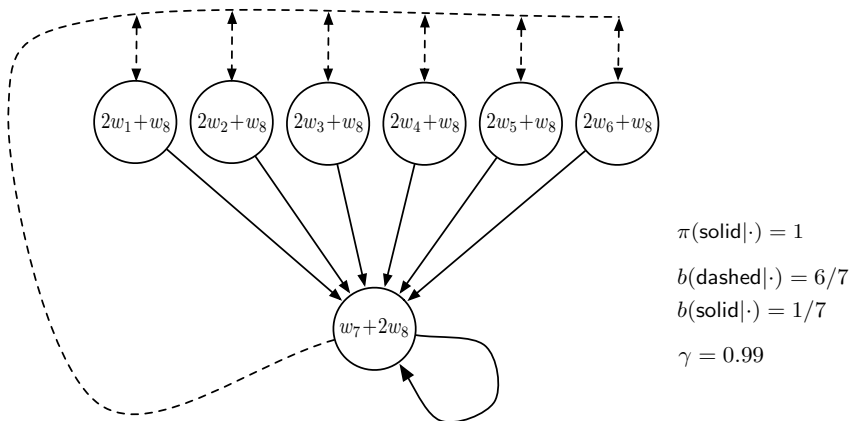 2w₁+w₈ 2w₂+w₈ 2w₃+w₈ 2w₄+w₈ 2w₅+w₈ 2w₆+w₈
π(solid|·) = 1
b(dashed|·) = 6/7
b(solid|·) = 1/7
w₇+2w₈
γ = 0.99